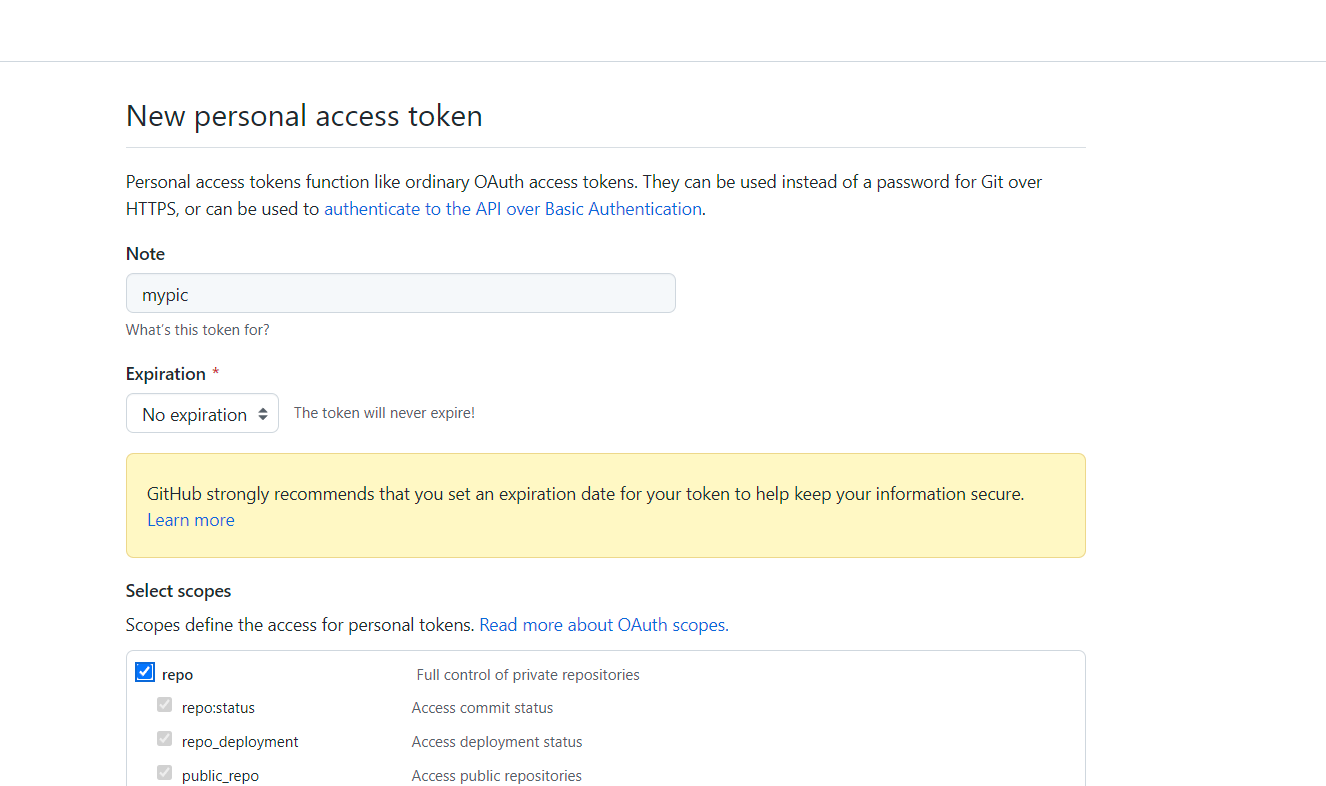 New personal access token
Personal access tokens function like ordinary OAuth access tokens. They can be used instead of a password for Git over
HTTPS, or can be used to authenticate to the API over Basic Authentication.
Note
mypic
What's this token for?
Expiration *
No expiration The token will never expire!
GitHub strongly recommends that you set an expiration date for your token to help keep your information secure.
Learn more
Select scopes
Scopes define the access for personal tokens. Read more about OAuth scopes.
repo Full control of private repositories
repo:status Access commit status
repo_deployment Access deployment status
public_repo Access public repositories